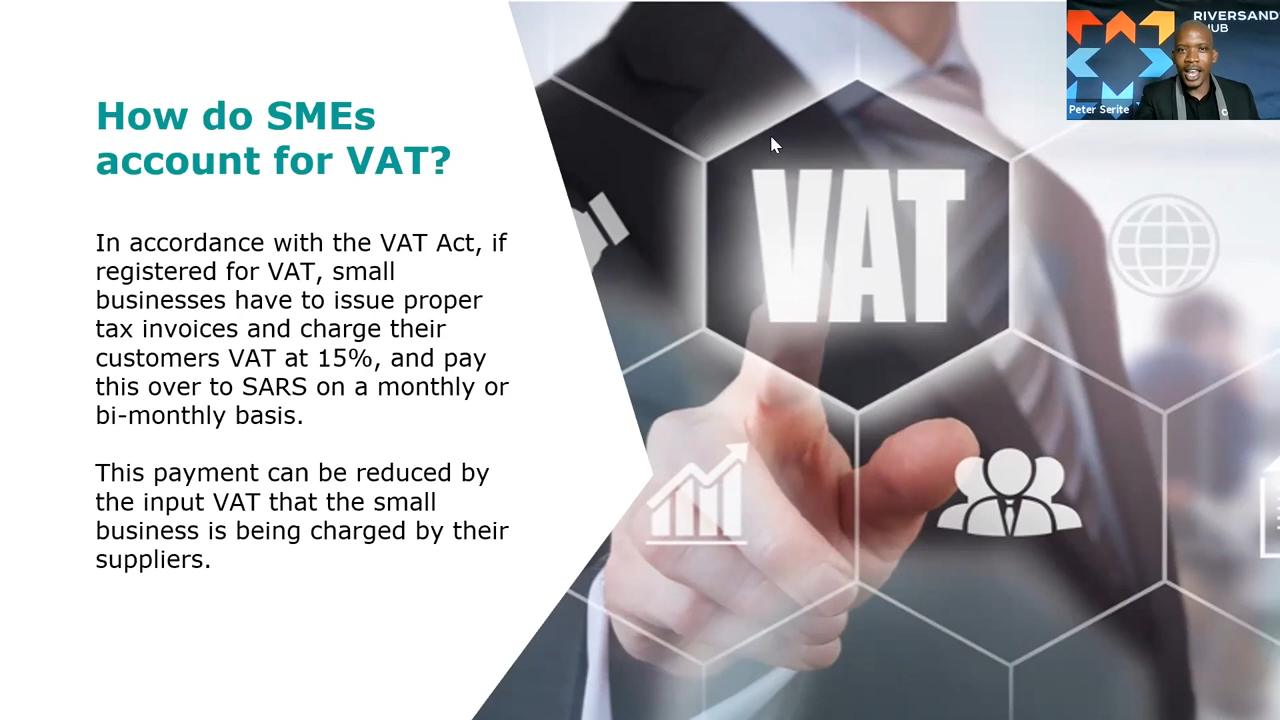 How do SMEs
account for VAT?
In accordance with the VAT Act, if
registered for VAT, small
businesses have to issue proper
tax invoices and charge their
customers VAT at 15%, and pay
this over to SARS on a monthly or
bi-monthly basis.
This payment can be reduced by
the input VAT that the small
business is being charged by their
suppliers.
VAT
RIVERSAND
HUB
Peter Serite